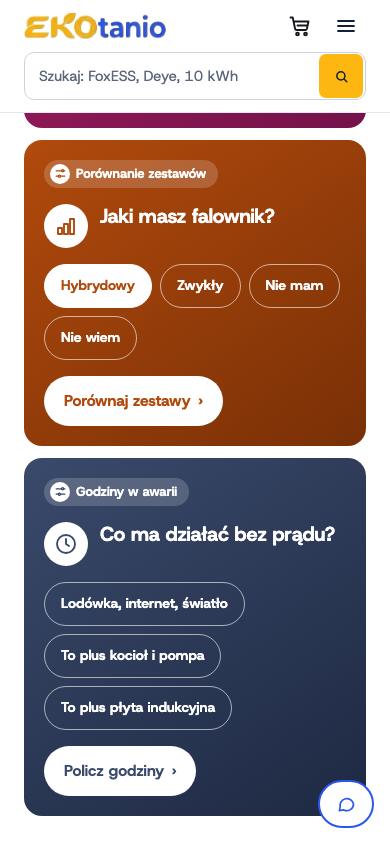 EKOtanio
Szukaj: FoxESS, Deye, 10 kWh
Porównanie zestawów
Jaki masz falownik?
Hybrydowy
Zwykły
Nie mam
Nie wiem
Porównaj zestawy ›
Godziny w awarii
Co ma działać bez prądu?
Lodówka, internet, światło
To plus kocioł i pompa
To plus płyta indukcyjna
Policz godziny ›